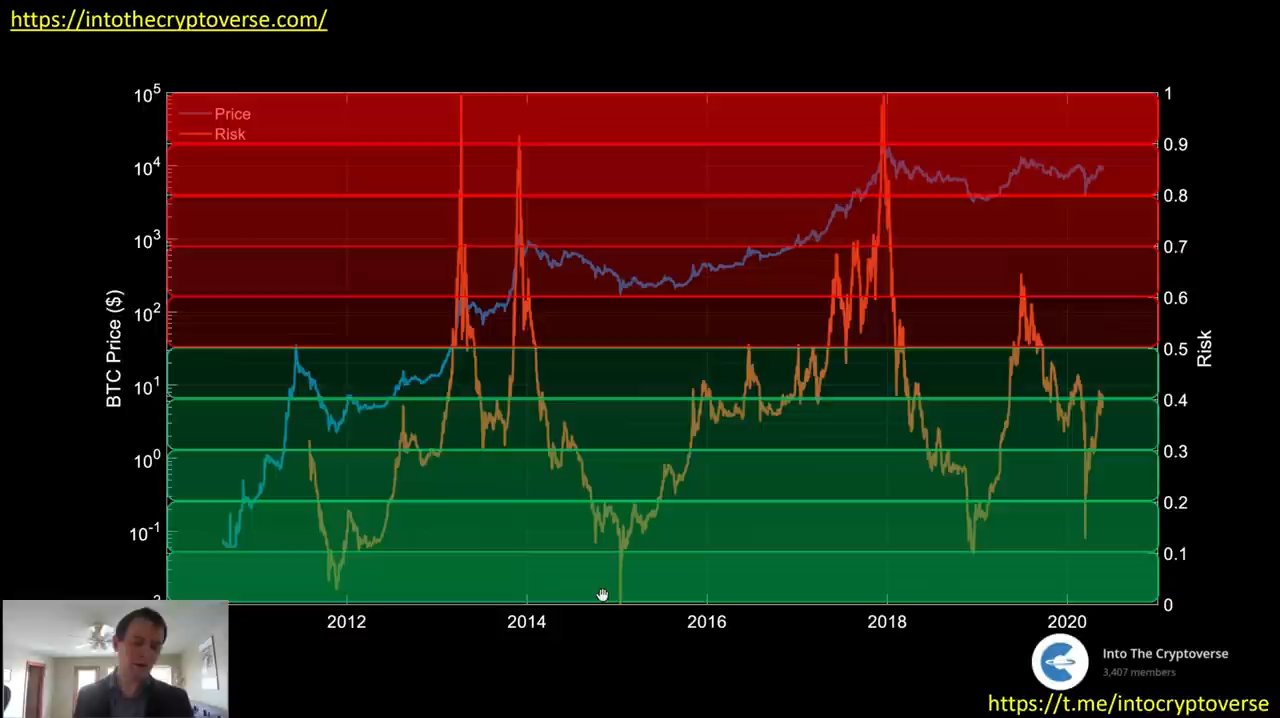 https://intothecryptoverse.com/
Price
Risk
BTC Price ($)
10^5
10^4
10^3
10^2
10^1
10^0
10^-1
1
0.9
0.8
0.7
0.6
0.5
0.4
0.3
0.2
0.1
0
Risk
2012
2014
2016
2018
2020
Into The Cryptoverse
3,407 members
https://t.me/intocryptoverse